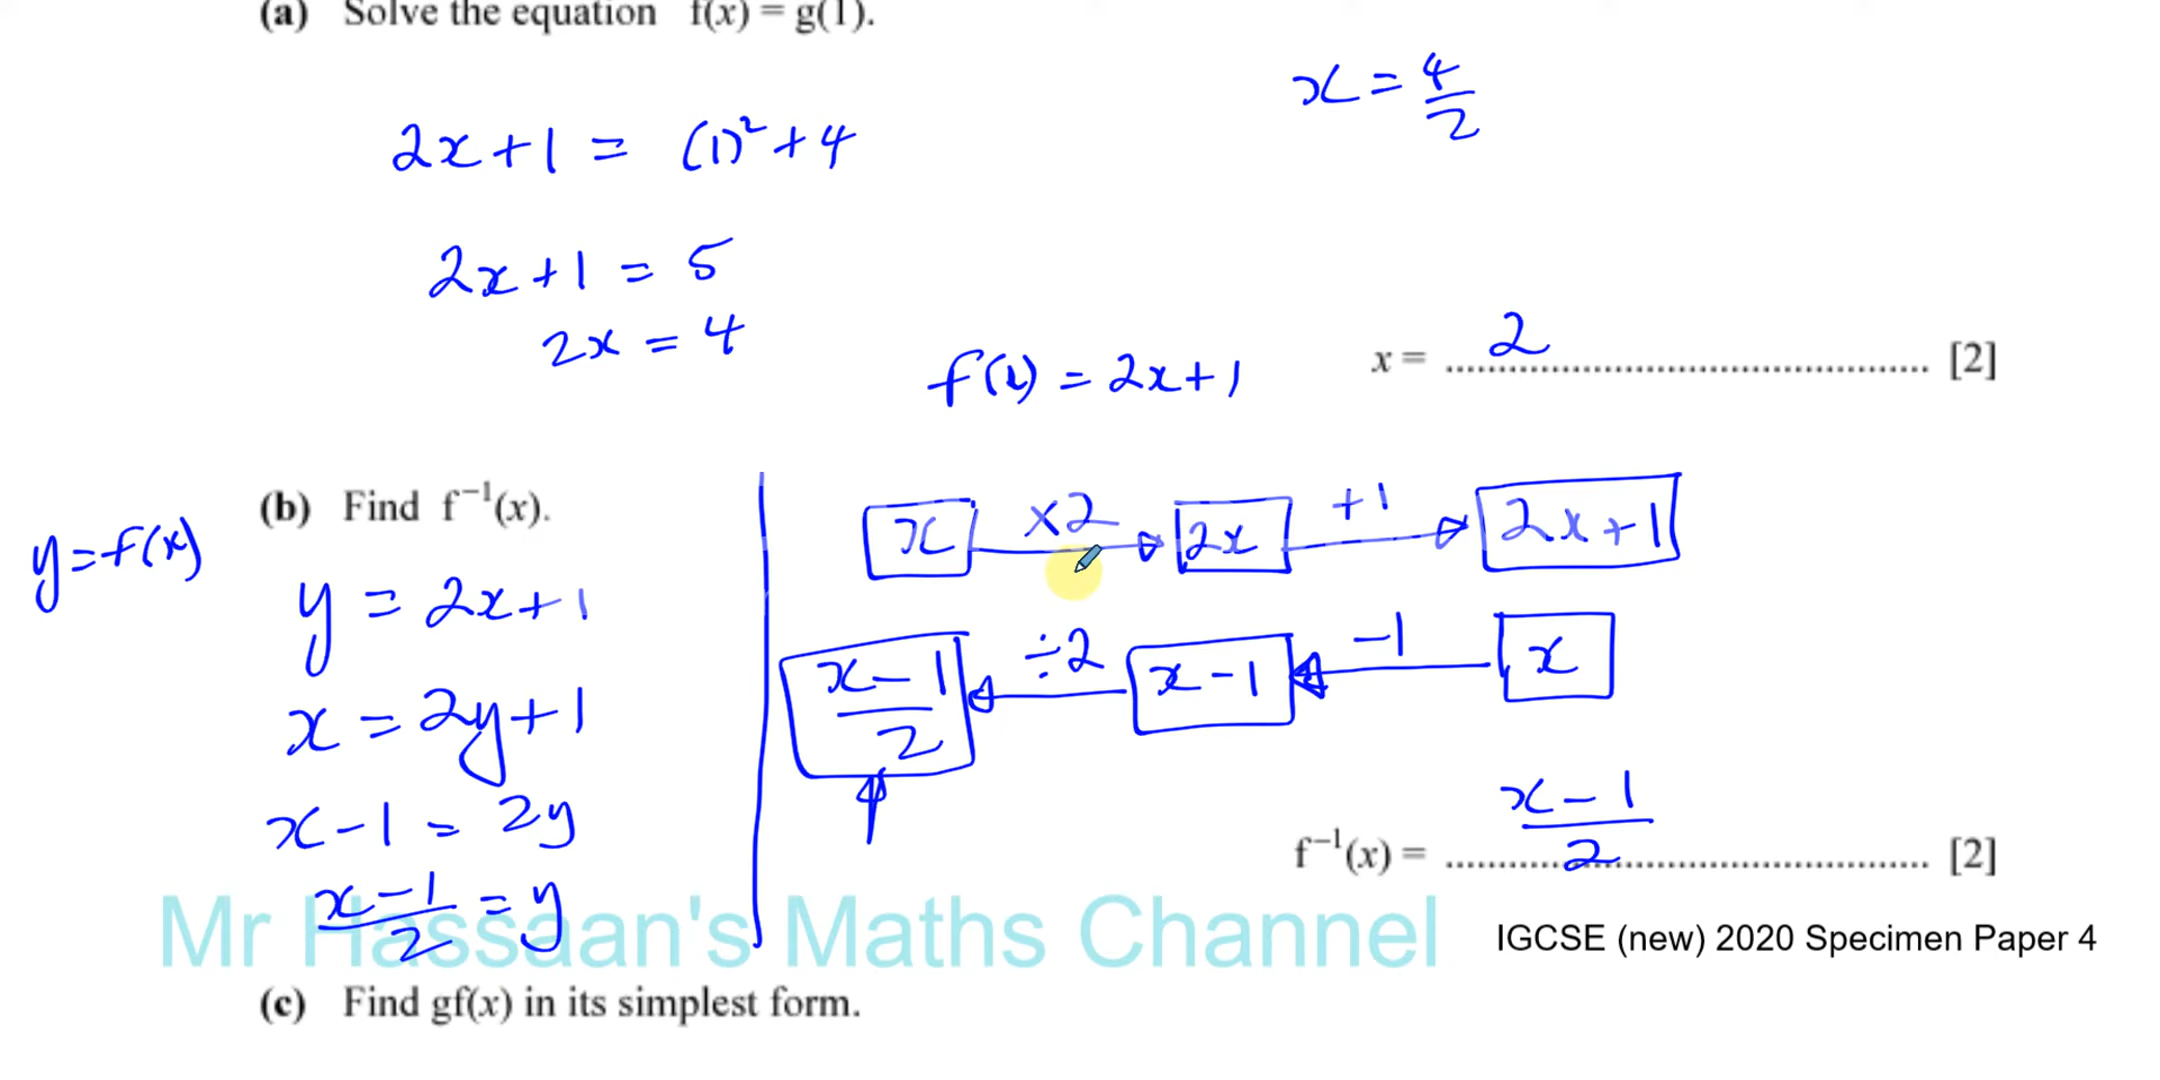 (a) Solve the equation f(x) = g(1).
x = 4/2
2x + 1 = (1)² + 4
2x + 1 = 5
2x = 4
x = 2 [2]
f(x) = 2x + 1
(b) Find f⁻¹(x).
y = f(x)
y = 2x + 1
x = 2y + 1
x - 1 = 2y
x - 1 / 2 = y
x ×2 2x +1 2x + 1
x - 1 / 2 ÷2 x - 1 -1 x
f⁻¹(x) = x - 1 / 2 [2]
Mr Hassaan's Maths Channel
IGCSE (new) 2020 Specimen Paper 4
(c) Find gf(x) in its simplest form.